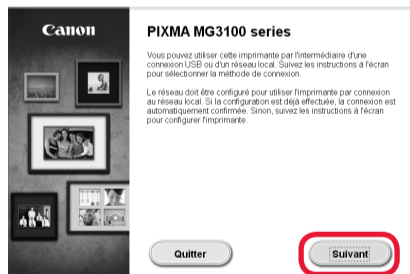 Canon
PIXMA MG3100 series
Vous pouvez utiliser cette imprimante par l'intermédiaire d'une
connexion USB ou d'un réseau local. Suivez les instructions à l'écran
pour sélectionner la méthode de connexion.
Le réseau doit être configuré pour utiliser l'imprimante par connexion
au réseau local. Si la configuration est déjà effectuée, la connexion est
automatiquement confirmée. Sinon, suivez les instructions à l'écran
pour configurer l'imprimante.
Quitter
Suivant